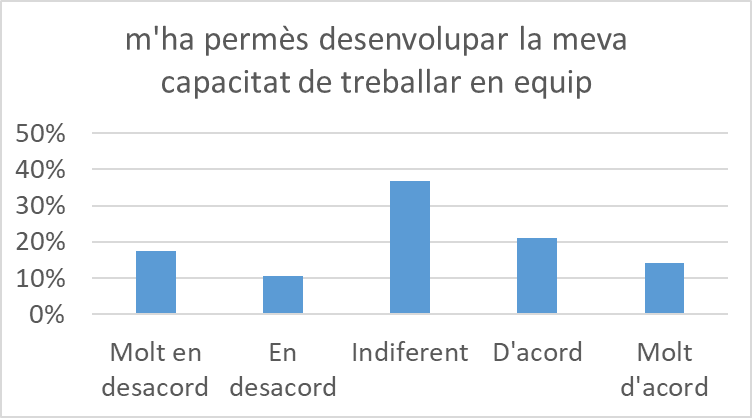 m'ha permès desenvolupar la meva
capacitat de treballar en equip
50%
40%
30%
20%
10%
0%
Molt en
desacord
En
desacord
Indiferent
D'acord
Molt
d'acord